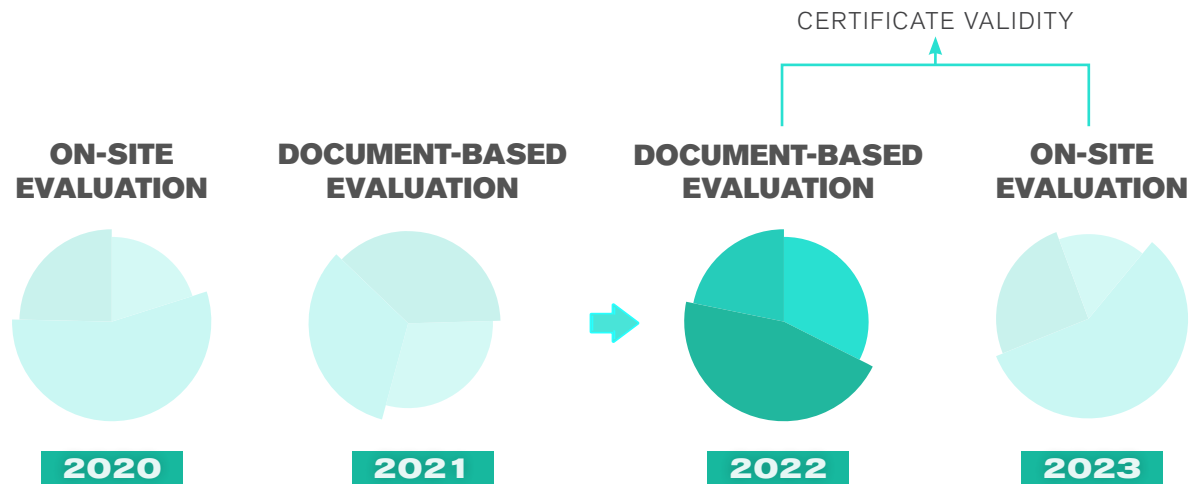 CERTIFICATE VALIDITY
ON-SITE
EVALUATION
DOCUMENT-BASED
EVALUATION
DOCUMENT-BASED
EVALUATION
ON-SITE
EVALUATION
2020
2021
2022
2023